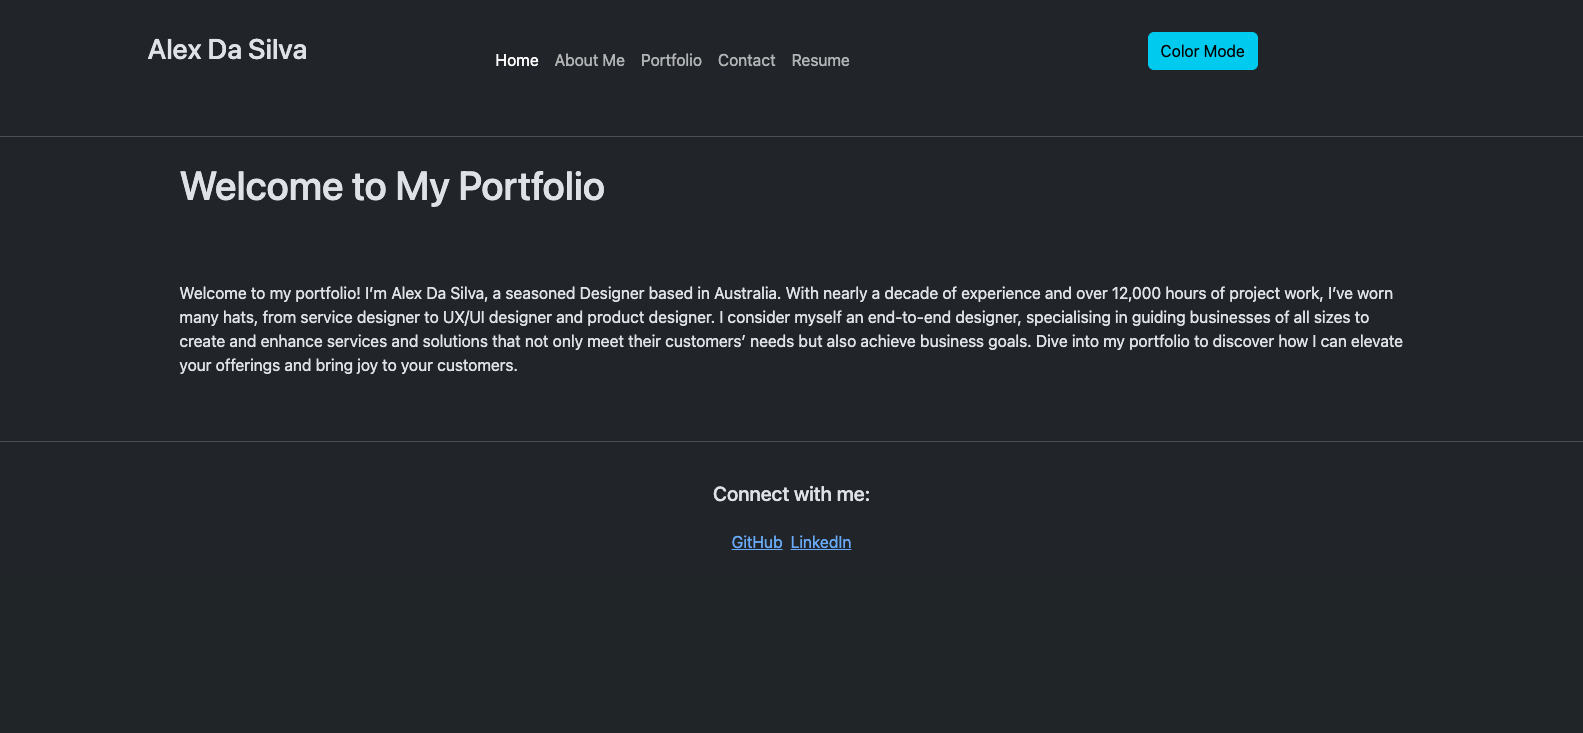 Alex Da Silva
Home About Me Portfolio Contact Resume
Color Mode
Welcome to My Portfolio
Welcome to my portfolio! I’m Alex Da Silva, a seasoned Designer based in Australia. With nearly a decade of experience and over 12,000 hours of project work, I’ve worn
many hats, from service designer to UX/UI designer and product designer. I consider myself an end-to-end designer, specialising in guiding businesses of all sizes to
create and enhance services and solutions that not only meet their customers’ needs but also achieve business goals. Dive into my portfolio to discover how I can elevate
your offerings and bring joy to your customers.
Connect with me:
GitHub LinkedIn